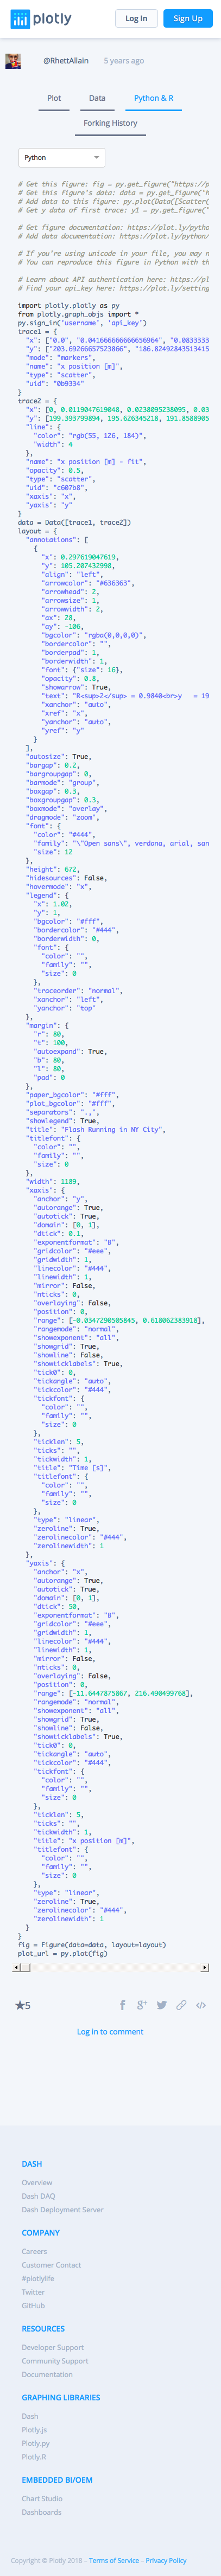 plotly
Log In
Sign Up
@RhettAllain
5 years ago
Plot
Data
Python & R
Forking History
Python
# Get this figure: fig = py.get_figure("https://p
# Get this figure's data: data = py.get_figure("h
# Add data to this figure: py.plot(Data([Scatter(
# Get y data of first trace: y1 = py.get_figure("
# Get figure documentation: https://plot.ly/pytho
# Add data documentation: https://plot.ly/python/
# If you're using unicode in your file, you may n
# You can reproduce this figure in Python with th
# Learn about API authentication here: https://pl
# Find your api_key here: https://plot.ly/setting
import plotly.plotly as py
from plotly.graph_objs import *
py.sign_in('username', 'api_key')
trace1 = {
"x": ["0.0", "0.041666666666656964", "0.0833333
"y": ["203.69266657523866", "186.82492843513415
"mode": "markers",
"name": "x position [m]",
"type": "scatter",
"uid": "0b9334"
}
trace2 = {
"x": [0, 0.0119047619048, 0.0238095238095, 0.03
"y": [199.393799894, 195.626345218, 191.8588905
"line": {
"color": "rgb(55, 126, 184)",
"width": 4
},
"name": "x position [m] - fit",
"opacity": 0.5,
"type": "scatter",
"uid": "c607b8",
"xaxis": "x",
"yaxis": "y"
}
data = Data([trace1, trace2])
layout = {
"annotations": [
{
"x": 0.297619047619,
"y": 105.207432998,
"align": "left",
"arrowcolor": "#636363",
"arrowhead": 2,
"arrowsize": 1,
"arrowwidth": 2,
"ax": 28,
"ay": -106,
"bgcolor": "rgba(0,0,0,0)",
"bordercolor": "",
"borderpad": 1,
"borderwidth": 1,
"font": {"size": 16},
"opacity": 0.8,
"showarrow": True,
"text": "R<sup>2</sup> = 0.9840<br>y = 19
"xanchor": "auto",
"xref": "x",
"yanchor": "auto",
"yref": "y"
}
],
"autosize": True,
"bargap": 0.2,
"bargroupgap": 0,
"barmode": "group",
"boxgap": 0.3,
"boxgroupgap": 0.3,
"boxmode": "overlay",
"dragmode": "zoom",
"font": {
"color": "#444",
"family": "\"Open sans\", verdana, arial, san
"size": 12
},
"height": 672,
"hidesources": False,
"hovermode": "x",
"legend": {
"x": 1.02,
"y": 1,
"bgcolor": "#fff",
"bordercolor": "#444",
"borderwidth": 0,
"font": {
"color": "",
"family": "",
"size": 0
},
"traceorder": "normal",
"xanchor": "left",
"yanchor": "top"
},
"margin": {
"r": 80,
"t": 100,
"autoexpand": True,
"b": 80,
"l": 80,
"pad": 0
},
"paper_bgcolor": "#fff",
"plot_bgcolor": "#fff",
"separators": ".,",
"showlegend": True,
"title": "Flash Running in NY City",
"titlefont": {
"color": "",
"family": "",
"size": 0
},
"width": 1189,
"xaxis": {
"anchor": "y",
"autorange": True,
"autotick": True,
"domain": [0, 1],
"dtick": 0.1,
"exponentformat": "B",
"gridcolor": "#eee",
"gridwidth": 1,
"linecolor": "#444",
"linewidth": 1,
"mirror": False,
"nticks": 0,
"overlaying": False,
"position": 0,
"range": [-0.0347290505845, 0.618062383918],
"rangemode": "normal",
"showexponent": "all",
"showgrid": True,
"showline": False,
"showticklabels": True,
"tick0": 0,
"tickangle": "auto",
"tickcolor": "#444",
"tickfont": {
"color": "",
"family": "",
"size": 0
},
"ticklen": 5,
"ticks": "",
"tickwidth": 1,
"title": "Time [s]",
"titlefont": {
"color": "",
"family": "",
"size": 0
},
"type": "linear",
"zeroline": True,
"zerolinecolor": "#444",
"zerolinewidth": 1
},
"yaxis": {
"anchor": "x",
"autorange": True,
"autotick": True,
"domain": [0, 1],
"dtick": 50,
"exponentformat": "B",
"gridcolor": "#eee",
"gridwidth": 1,
"linecolor": "#444",
"linewidth": 1,
"mirror": False,
"nticks": 0,
"overlaying": False,
"position": 0,
"range": [-11.6447875867, 216.490499768],
"rangemode": "normal",
"showexponent": "all",
"showgrid": True,
"showline": False,
"showticklabels": True,
"tick0": 0,
"tickangle": "auto",
"tickcolor": "#444",
"tickfont": {
"color": "",
"family": "",
"size": 0
},
"ticklen": 5,
"ticks": "",
"tickwidth": 1,
"title": "x position [m]",
"titlefont": {
"color": "",
"family": "",
"size": 0
},
"type": "linear",
"zeroline": True,
"zerolinecolor": "#444",
"zerolinewidth": 1
}
}
fig = Figure(data=data, layout=layout)
plot_url = py.plot(fig)
★5
Log in to comment
DASH
Overview
Dash DAQ
Dash Deployment Server
COMPANY
Careers
Customer Contact
#plotlylife
Twitter
GitHub
RESOURCES
Developer Support
Community Support
Documentation
GRAPHING LIBRARIES
Dash
Plotly.js
Plotly.py
Plotly.R
EMBEDDED BI/OEM
Chart Studio
Dashboards
Copyright © Plotly 2018 – Terms of Service – Privacy Policy